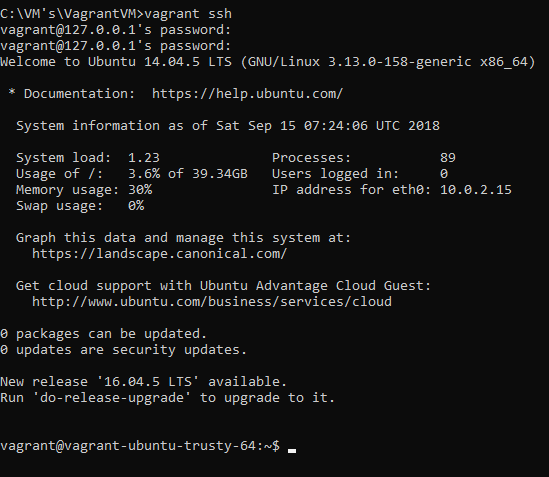 C:\VM's\VagrantVM>vagrant ssh
vagrant@127.0.0.1's password:
vagrant@127.0.0.1's password:
Welcome to Ubuntu 14.04.5 LTS (GNU/Linux 3.13.0-158-generic x86_64)
* Documentation:  https://help.ubuntu.com/
System information as of Sat Sep 15 07:24:06 UTC 2018
System load:  1.23              Processes:           89
Usage of /:   3.6% of 39.34GB   Users logged in:     0
Memory usage: 30%               IP address for eth0: 10.0.2.15
Swap usage:   0%
Graph this data and manage this system at:
https://landscape.canonical.com/
Get cloud support with Ubuntu Advantage Cloud Guest:
http://www.ubuntu.com/business/services/cloud
0 packages can be updated.
0 updates are security updates.
New release '16.04.5 LTS' available.
Run 'do-release-upgrade' to upgrade to it.
vagrant@vagrant-ubuntu-trusty-64:~$